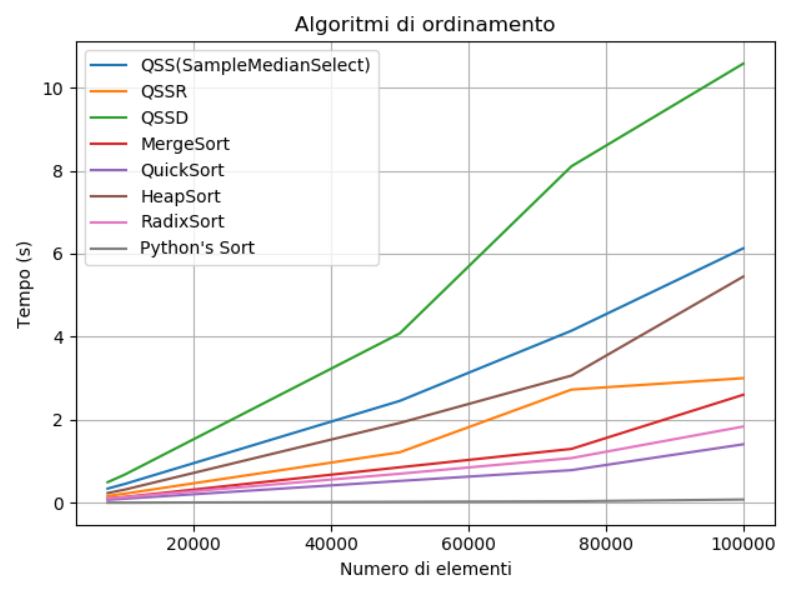 Algoritmi di ordinamento
QSS(SampleMedianSelect)
QSSR
QSSD
MergeSort
QuickSort
HeapSort
RadixSort
Python's Sort
Tempo (s)
10
8
6
4
2
0
20000 40000 60000 80000 100000
Numero di elementi